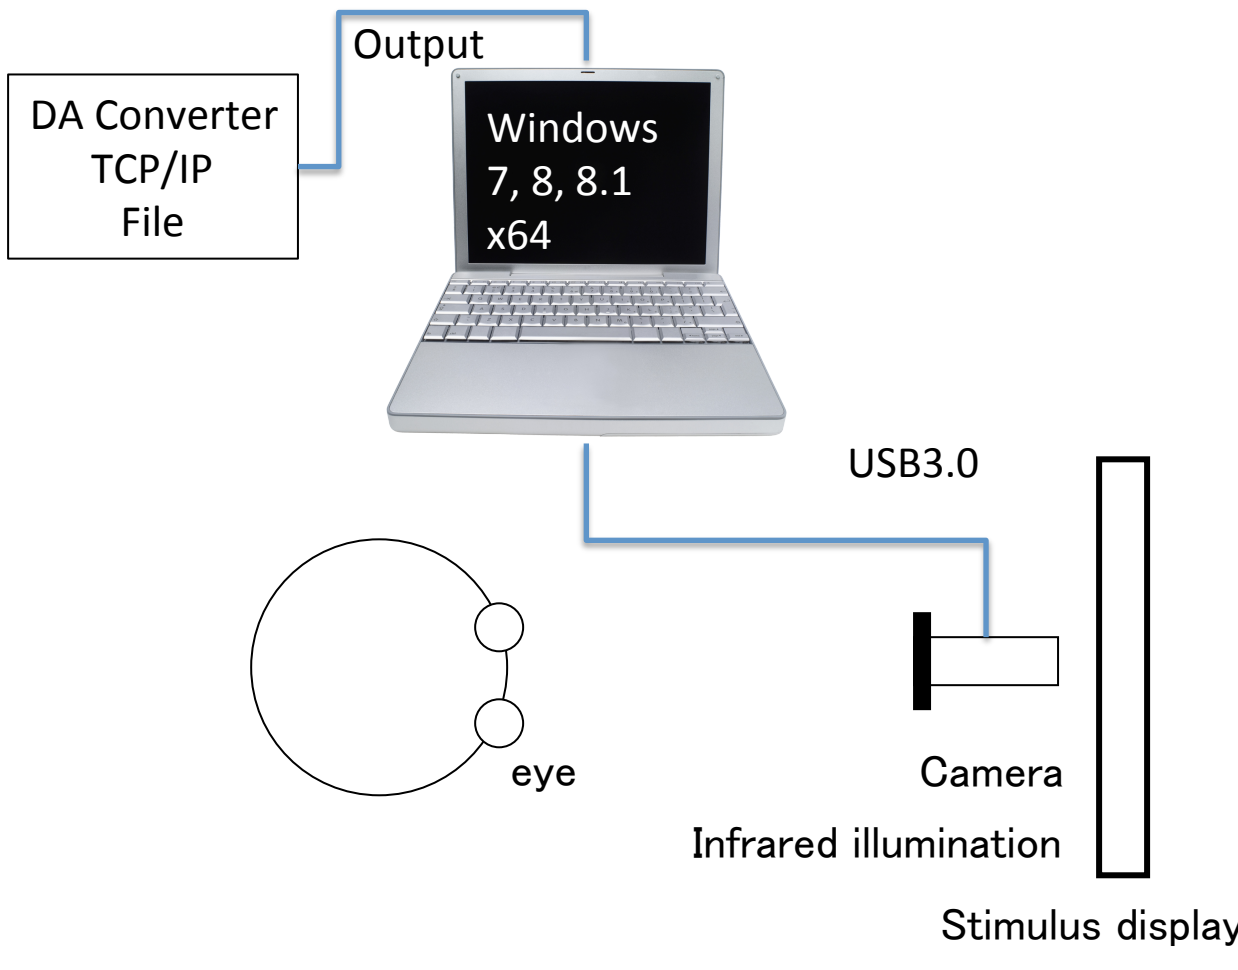 Output
DA Converter
TCP/IP
File
Windows
7, 8, 8.1
x64
USB3.0
eye
Camera
Infrared illumination
Stimulus display